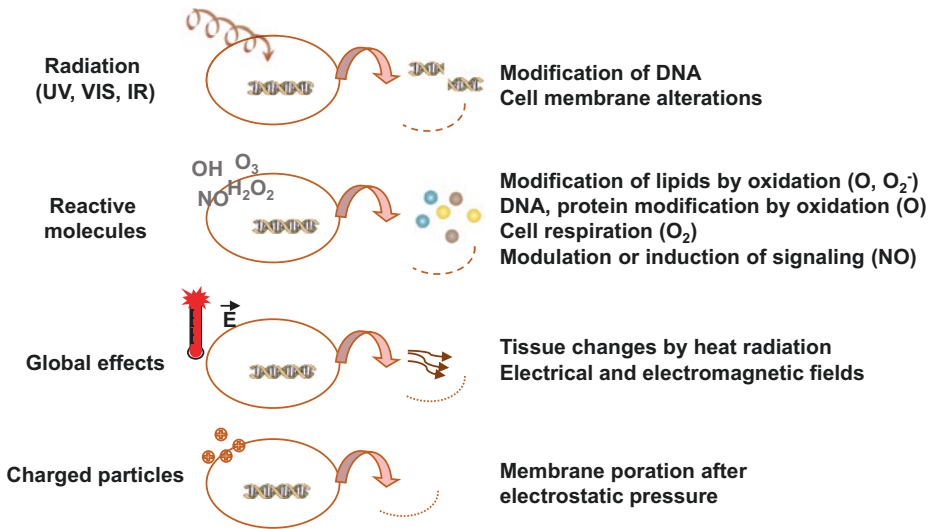 Radiation
(UV, VIS, IR)
Modification of DNA
Cell membrane alterations
OH O₃
NO H₂O₂
Reactive
molecules
Modification of lipids by oxidation (O, O₂⁻)
DNA, protein modification by oxidation (O)
Cell respiration (O₂)
Modulation or induction of signaling (NO)
E
Global effects
Tissue changes by heat radiation
Electrical and electromagnetic fields
Charged particles
Membrane poration after
electrostatic pressure